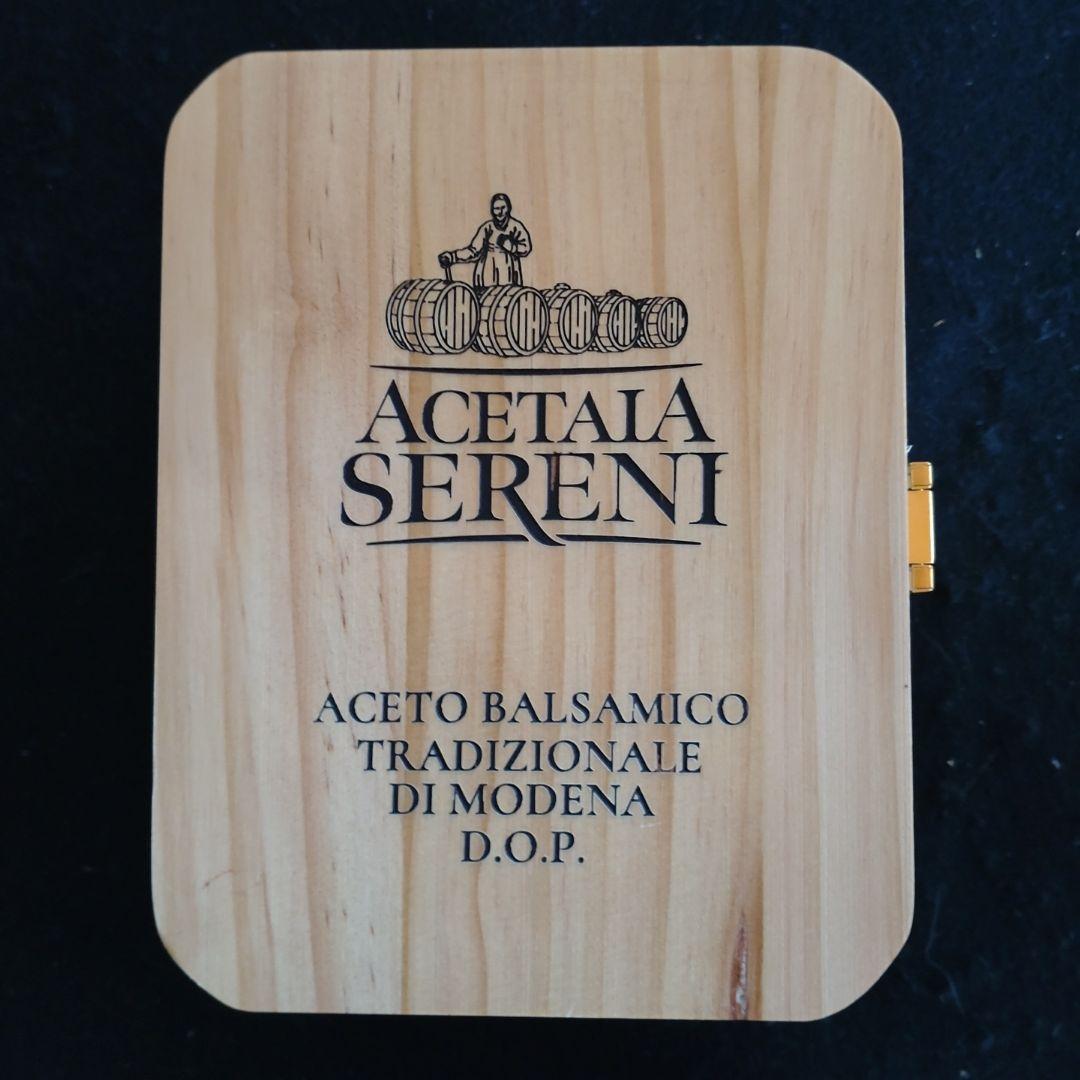 ACETAIA
SERENI
ACETO BALSAMICO
TRADIZIONALE
DI MODENA
D.O.P.